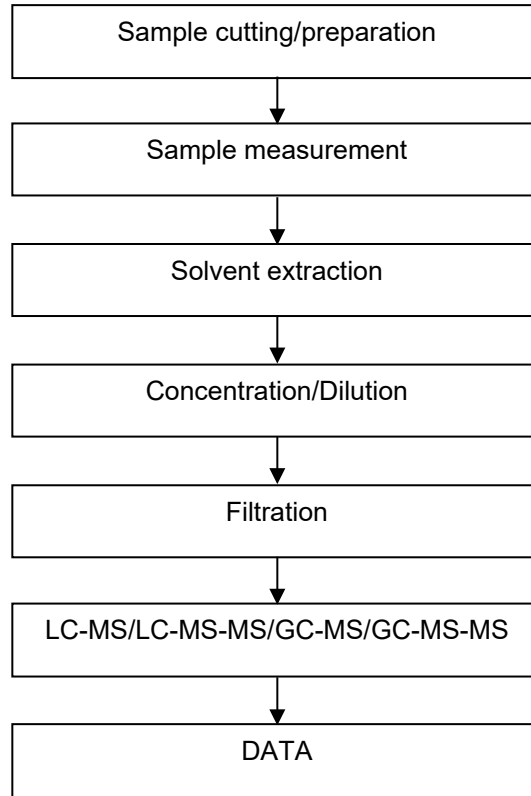 Sample cutting/preparation
Sample measurement
Solvent extraction
Concentration/Dilution
Filtration
LC-MS/LC-MS-MS/GC-MS/GC-MS-MS
DATA